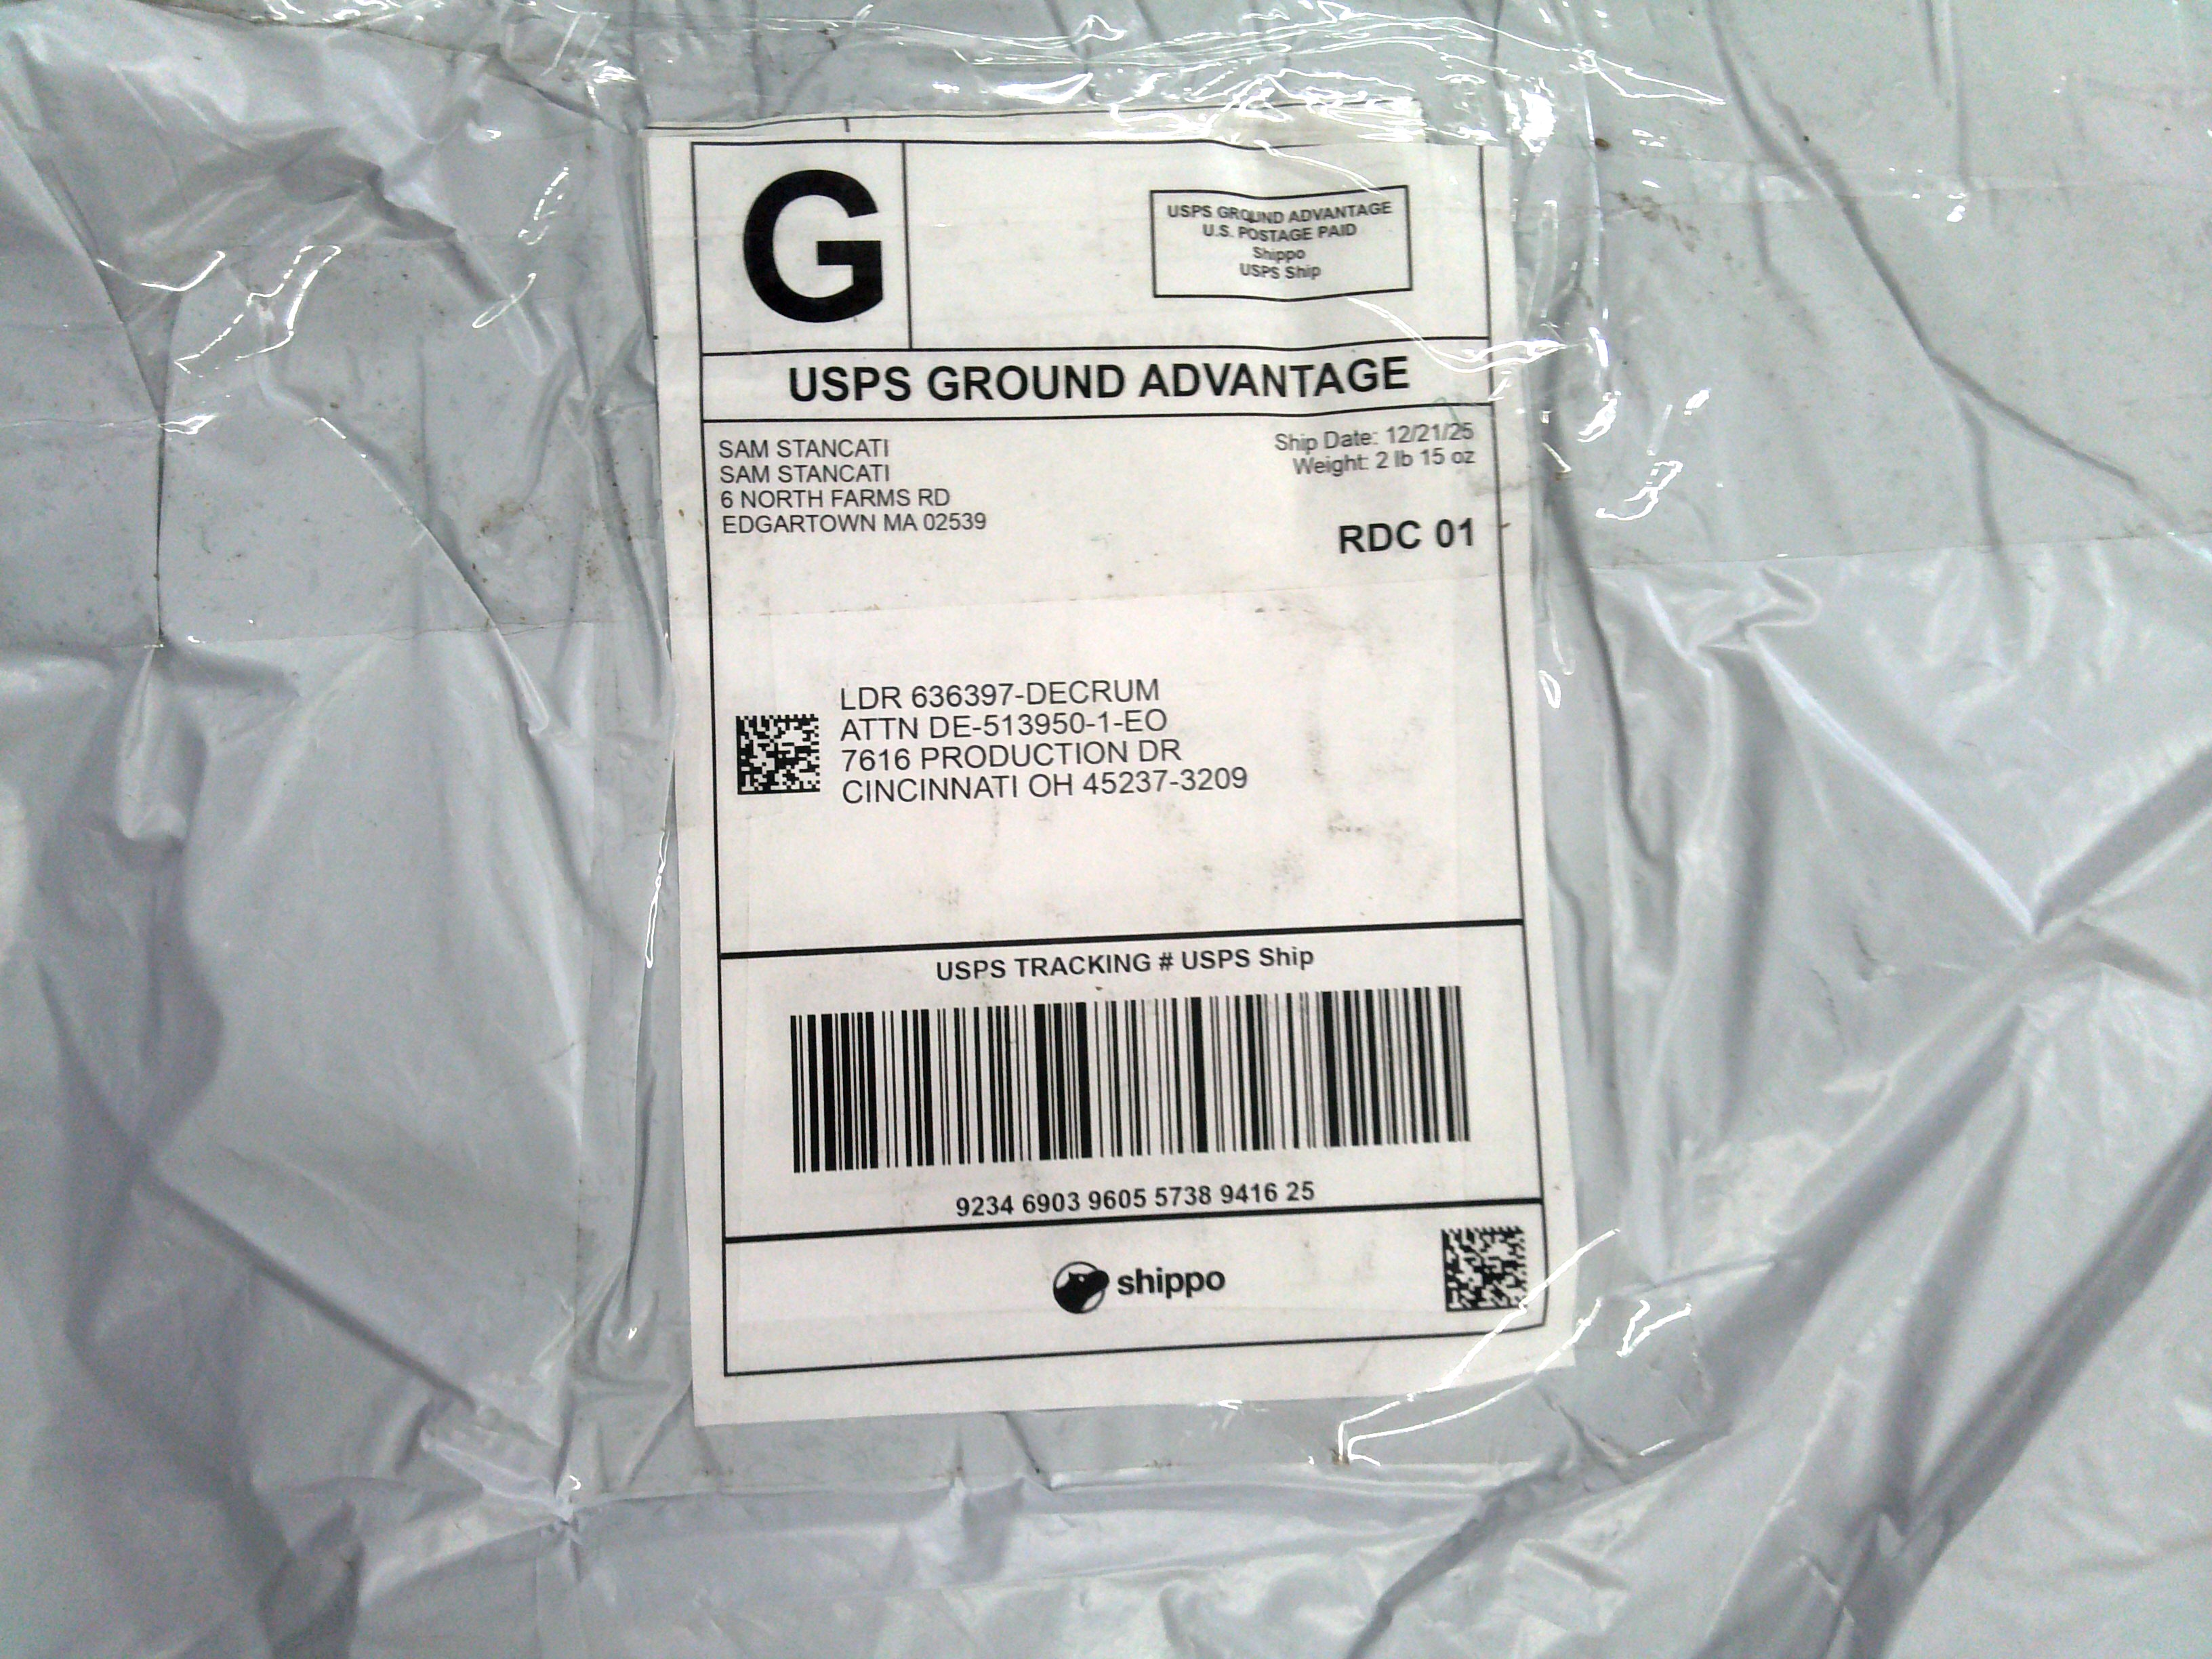 G
USPS GROUND ADVANTAGE
U.S. POSTAGE PAID
Shippo
USPS Ship
USPS GROUND ADVANTAGE
SAM STANCATI
SAM STANCATI
6 NORTH FARMS RD
EDGARTOWN MA 02539
Ship Date: 12/21/25
Weight: 2 lb 15 oz
RDC 01
LDR 636397-DECRUM
ATTN DE-513950-1-EO
7616 PRODUCTION DR
CINCINNATI OH 45237-3209
USPS TRACKING # USPS Ship
9234 6903 9605 5738 9416 25
shippo